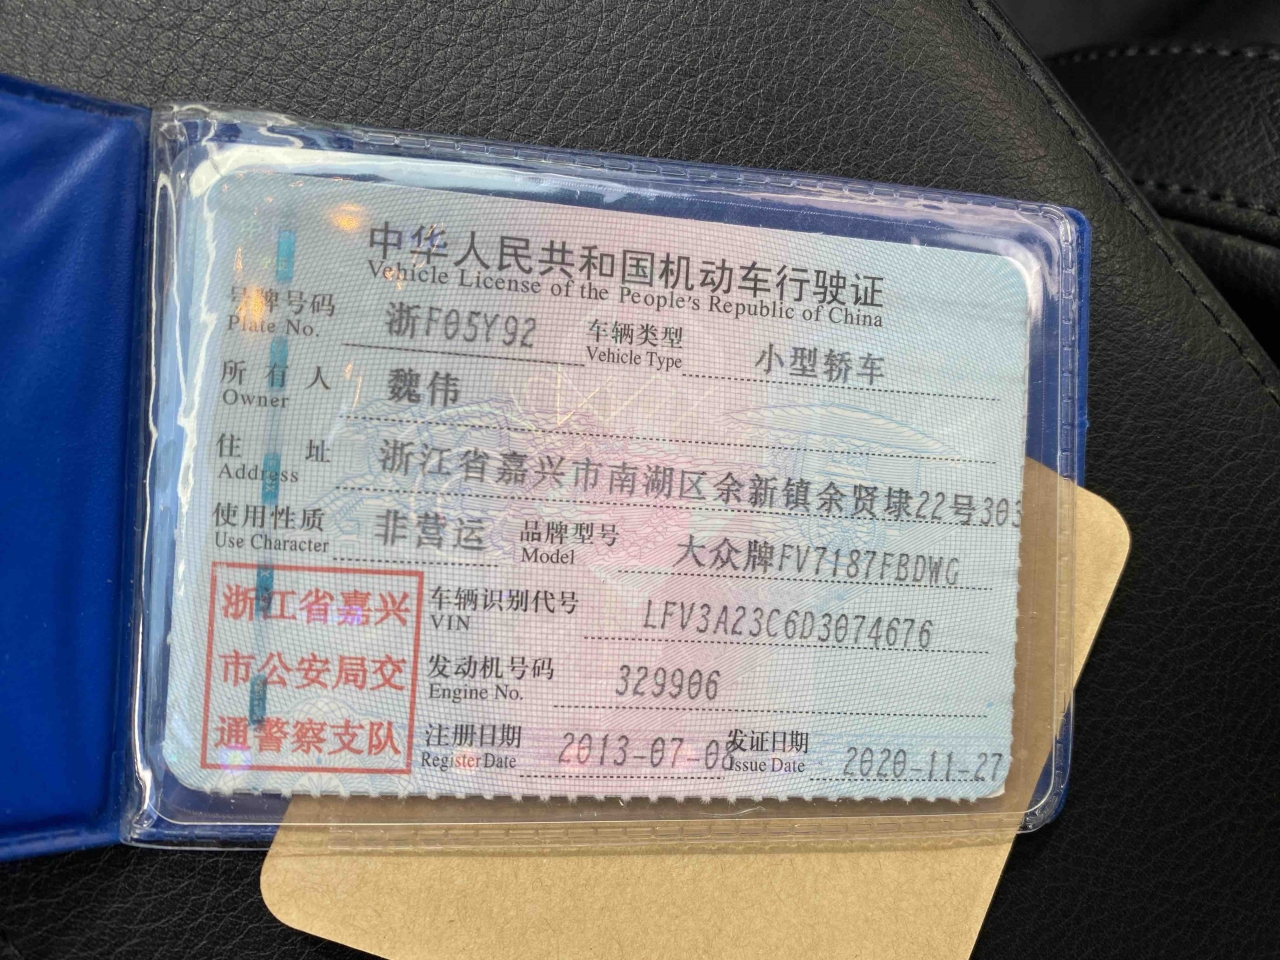 中华人民共和国机动车行驶证
Vehicle License of the People's Republic of China
号牌号码 浙F05Y92 车辆类型 小型轿车
Plate No. Vehicle Type
所有人 魏伟
Owner
住址 浙江省嘉兴市南湖区余新镇余贤埭22号303
Address
使用性质 非营运 品牌型号 大众牌FV7187FBDWG
Use Character Model
车辆识别代号 LFV3A23C6D3074676
VIN
发动机号码 329906
Engine No.
注册日期 2013-07-08 发证日期 2020-11-27
Register Date Issue Date
浙江省嘉兴
市公安局交
通警察支队